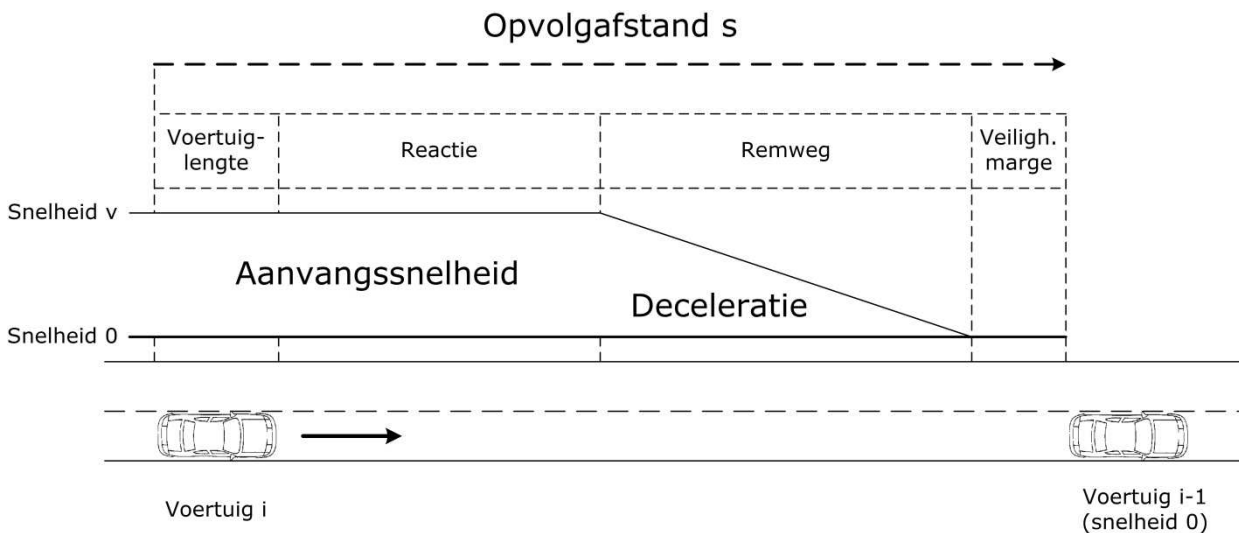 Opvolgafstand s
Voertuig-
lengte
Reactie
Remweg
Veiligh.
marge
Snelheid v
Aanvangssnelheid
Deceleratie
Snelheid 0
Voertuig i
Voertuig i-1
(snelheid 0)